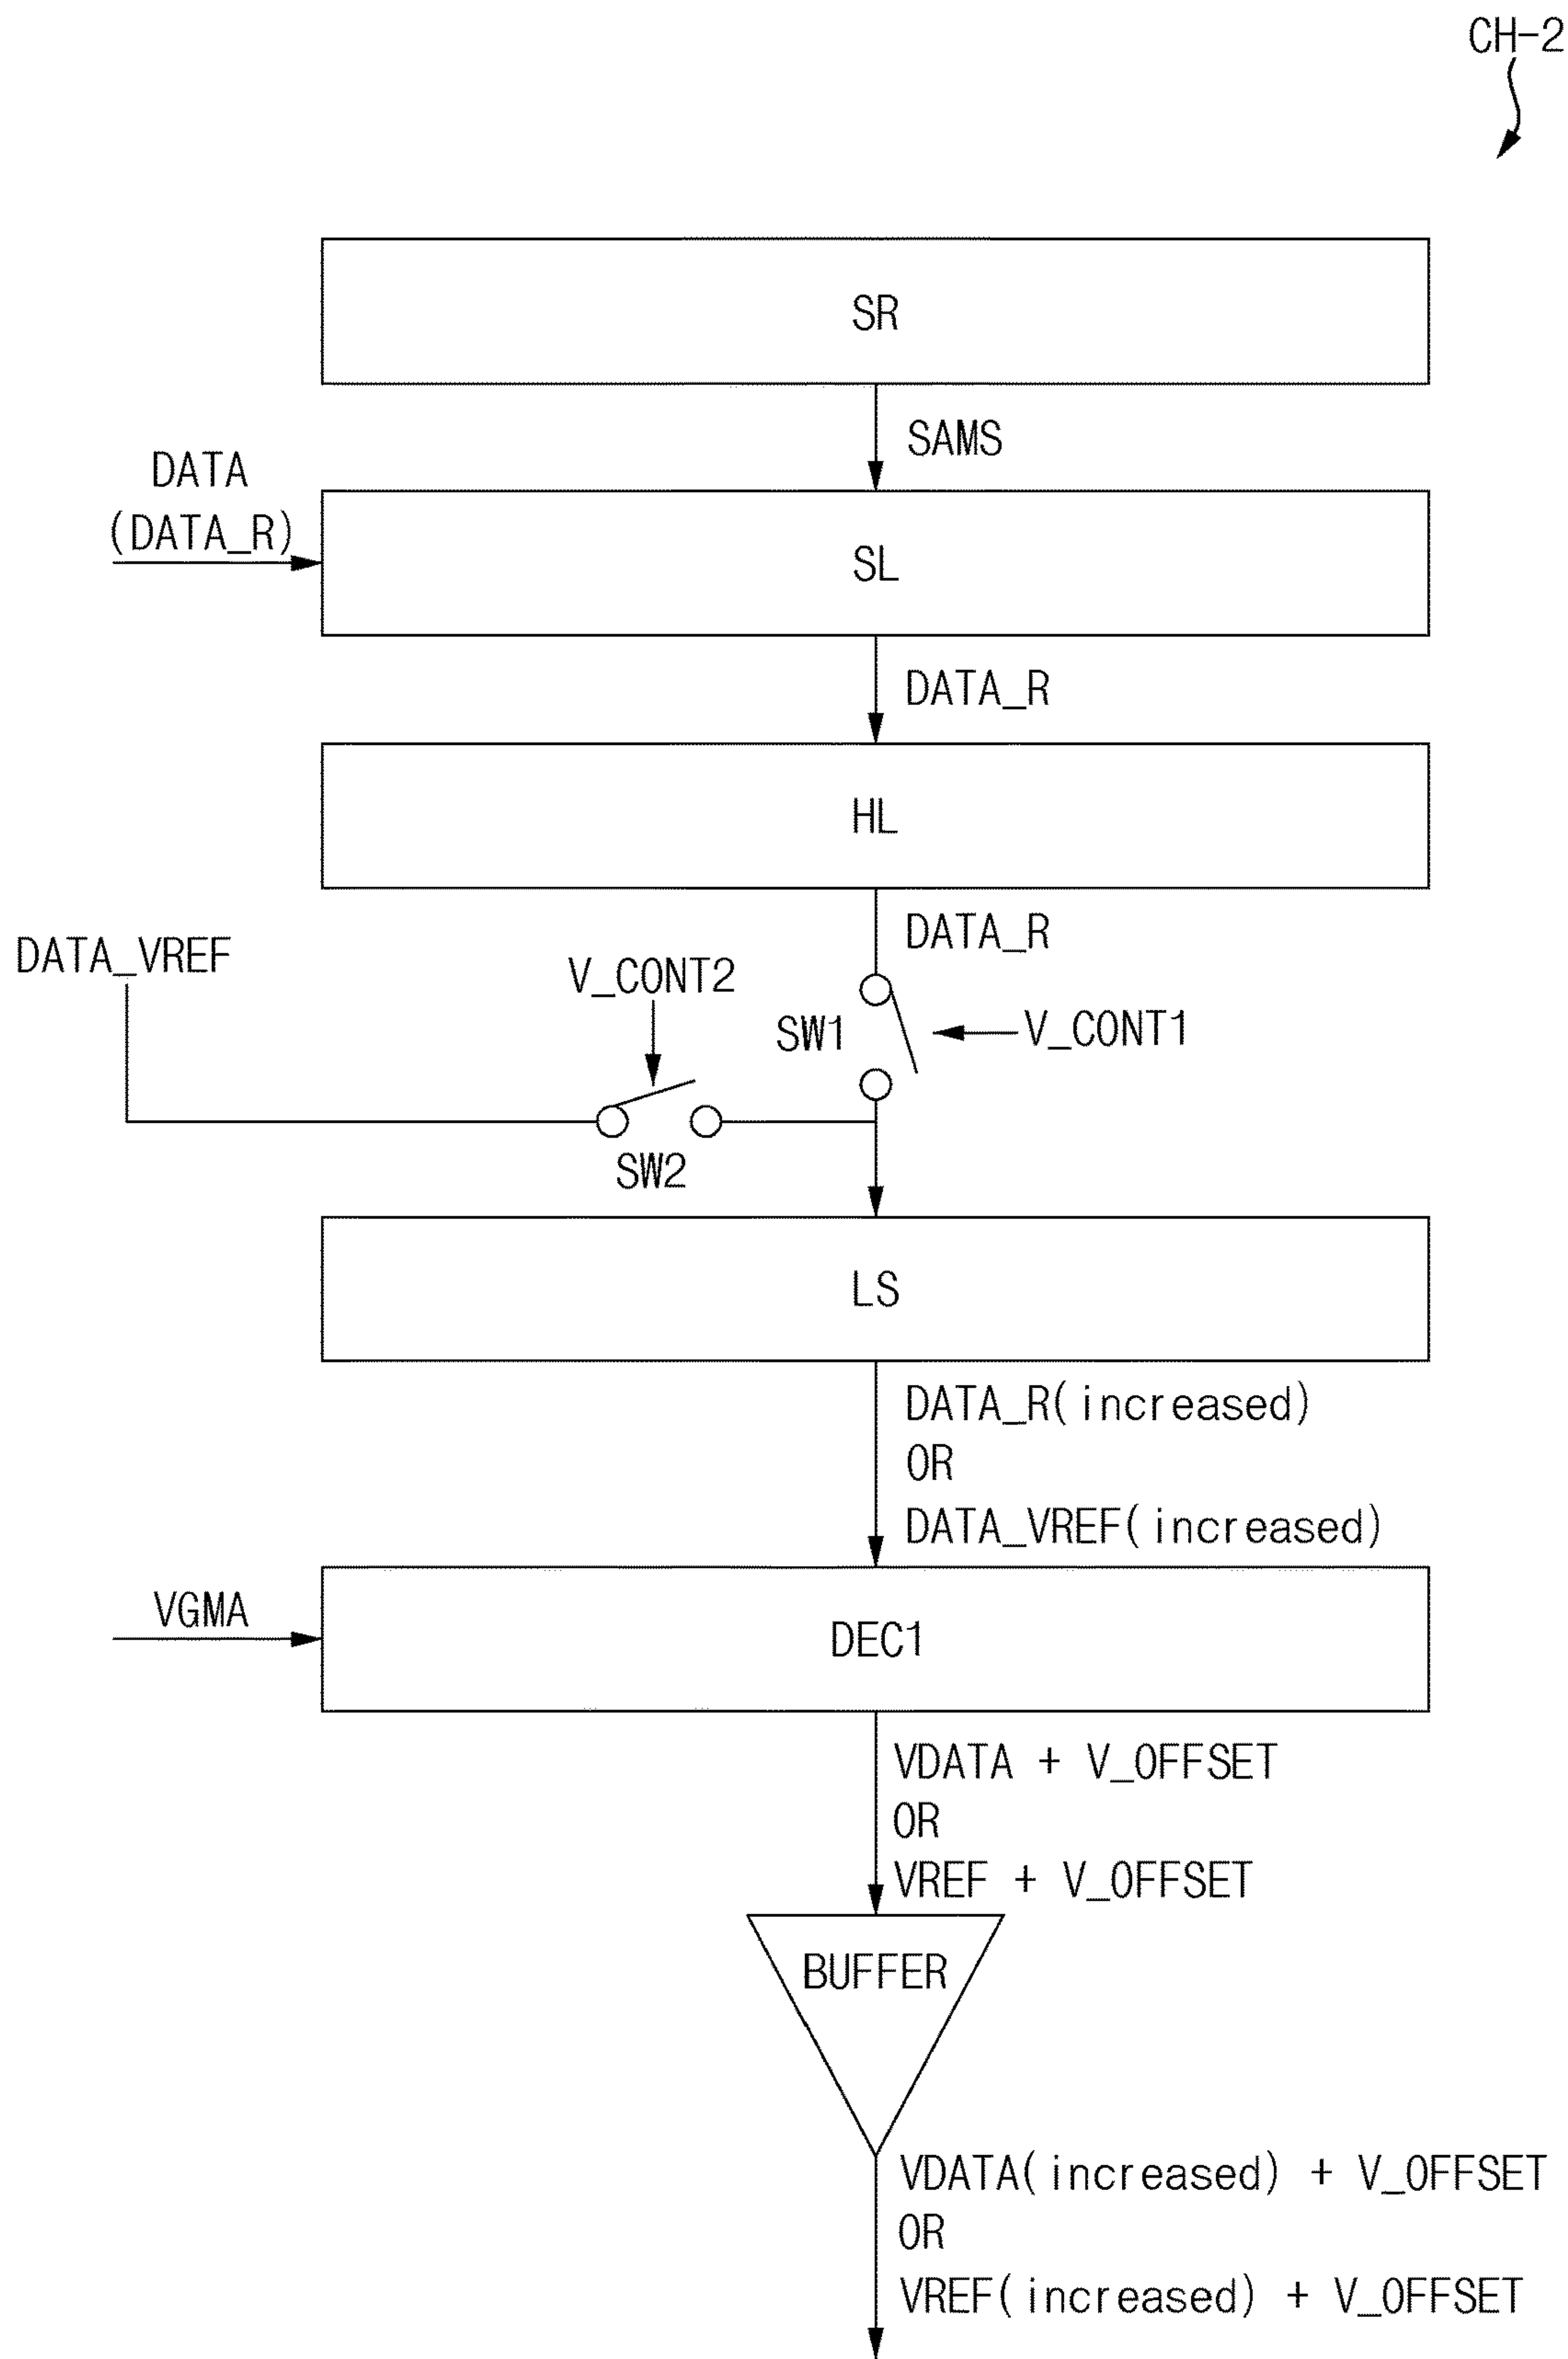 CH-2
SR
SAMS
DATA
(DATA_R)
SL
DATA_R
HL
DATA_R
DATA_VREF
V_CONT2
SW1
V_CONT1
SW2
LS
DATA_R(increased)
OR
DATA_VREF(increased)
VGMA
DEC1
VDATA + V_OFFSET
OR
VREF + V_OFFSET
BUFFER
VDATA(increased) + V_OFFSET
OR
VREF(increased) + V_OFFSET